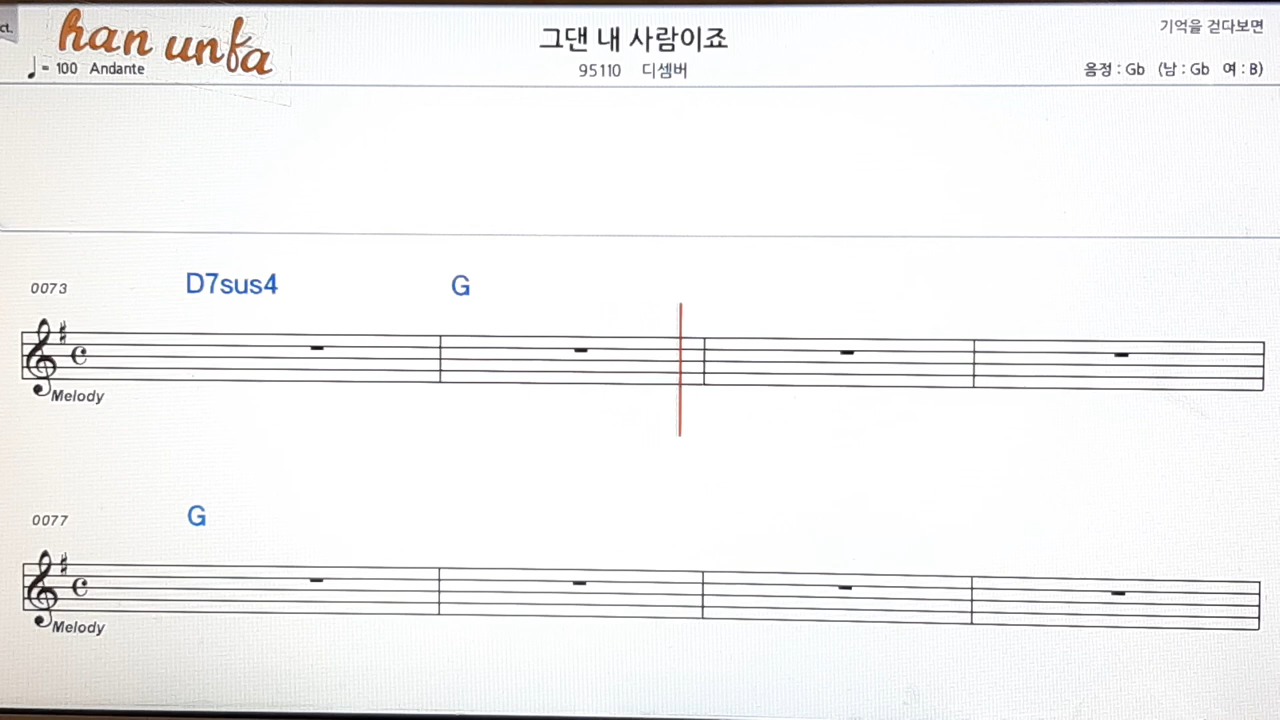 ct.
han unfa
♩= 100 Andante
그댄 내 사람이죠
95110 디셈버
기억을 걷다보면
음정 : Gb (남 : Gb 여 : B)
0073
D7sus4 G
Melody
0077
G
Melody